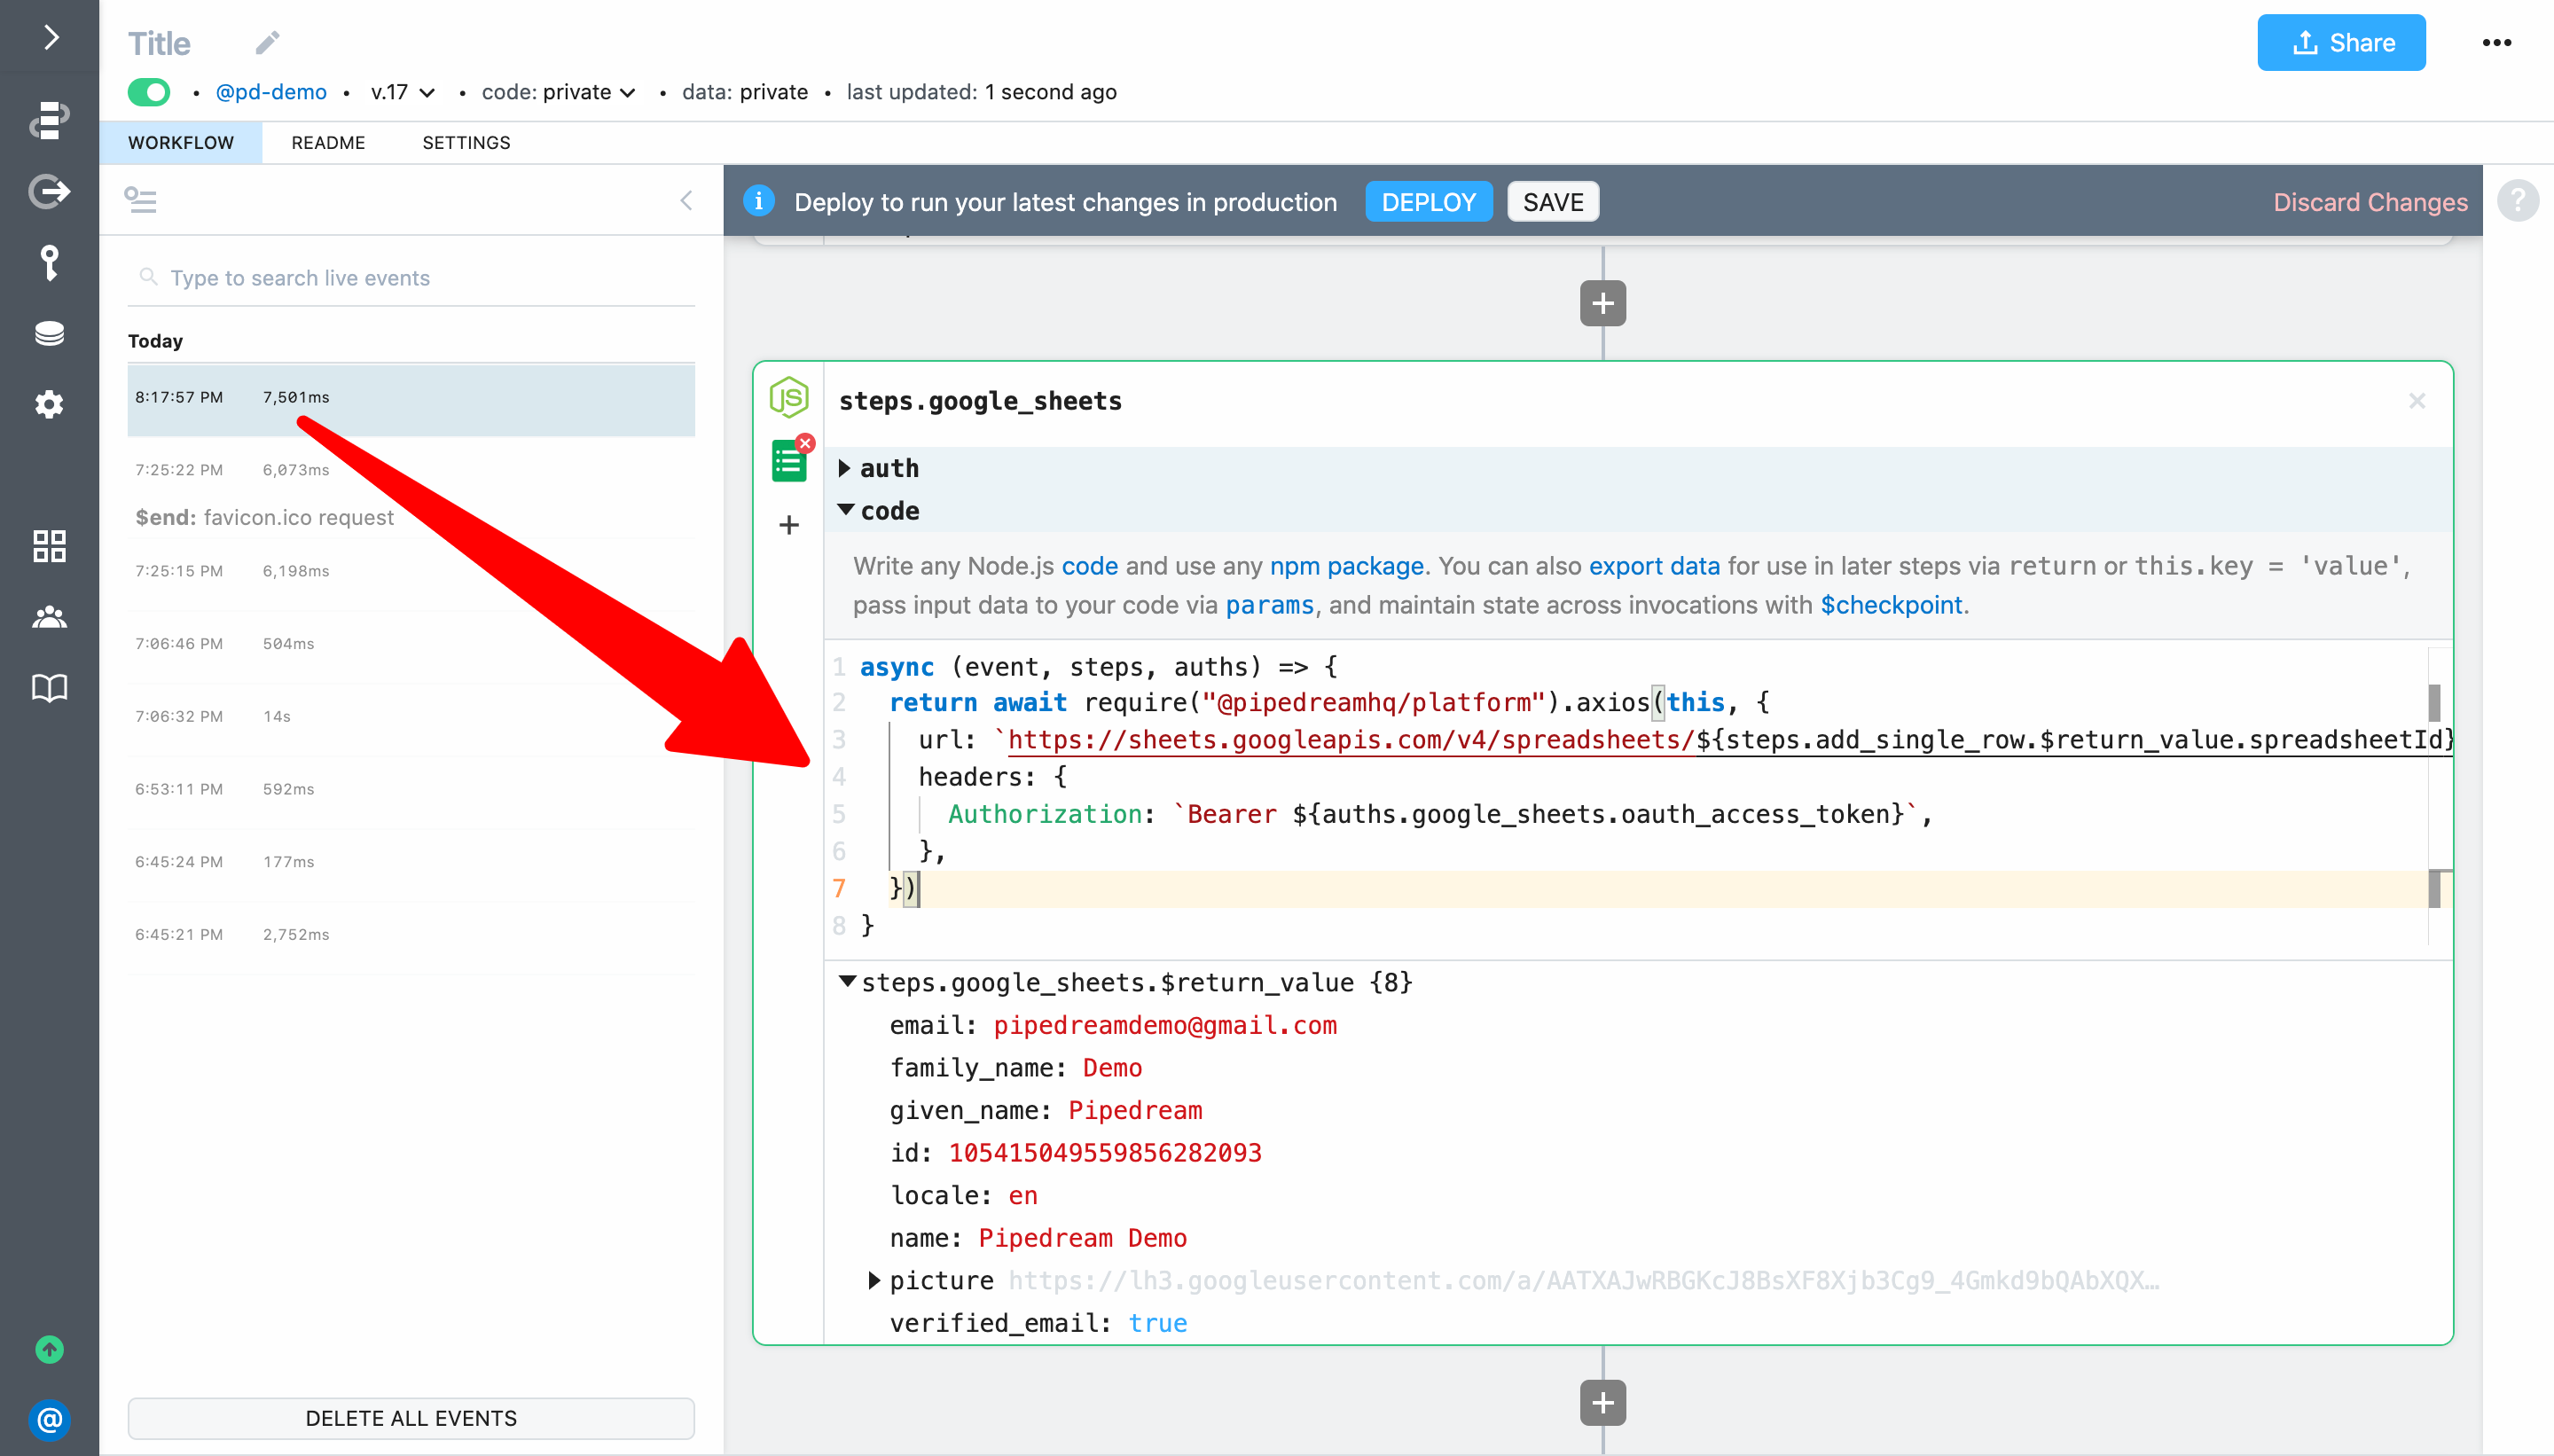 Title
Share
@pd-demo • v.17 • code: private • data: private • last updated: 1 second ago
WORKFLOW README SETTINGS
Deploy to run your latest changes in production DEPLOY SAVE Discard Changes ?
Type to search live events
Today
8:17:57 PM 7,501ms
7:25:22 PM 6,073ms
$end: favicon.ico request
7:25:15 PM 6,198ms
7:06:46 PM 504ms
7:06:32 PM 14s
6:53:11 PM 592ms
6:45:24 PM 177ms
6:45:21 PM 2,752ms
DELETE ALL EVENTS
JS
steps.google_sheets
auth
code
Write any Node.js code and use any npm package. You can also export data for use in later steps via return or this.key = 'value',
pass input data to your code via params, and maintain state across invocations with $checkpoint.
1 async (event, steps, auths) => {
2 return await require("@pipedreamhq/platform").axios(this, {
3 url: `https://sheets.googleapis.com/v4/spreadsheets/${steps.add_single_row.$return_value.spreadsheetId}
4 headers: {
5 Authorization: `Bearer ${auths.google_sheets.oauth_access_token}`,
6 },
7 })
8 }
steps.google_sheets.$return_value {8}
email: pipedreamdemo@gmail.com
family_name: Demo
given_name: Pipedream
id: 105415049559856282093
locale: en
name: Pipedream Demo
picture https://lh3.googleusercontent.com/a/AATXAJwRBGKcJ8BsXF8Xjb3Cg9_4Gmkd9bQAbXQX…
verified_email: true